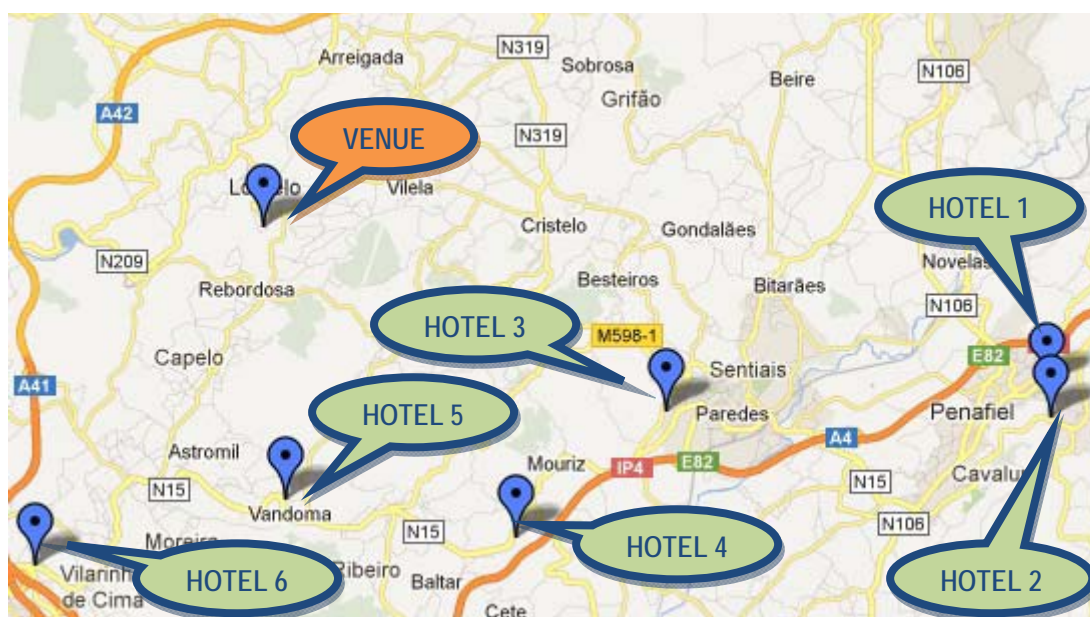 Arreigada
N319
Sobrosa
Beire
N106
Grifão
A42
VENUE
N319
Vilela
HOTEL 1
Cristelo
Gondalães
N209
Novelas
Rebordosa
Besteiros
Bitarães
N106
HOTEL 3
M598-1
E82
Capelo
Sentiais
A41
HOTEL 5
Paredes
Penafiel
A4
Astromil
Mouriz
IP4
E82
N15
N15
Vandoma
N15
N106
HOTEL 4
HOTEL 6
Ribeiro
Baltar
HOTEL 2
de Cima
Cete